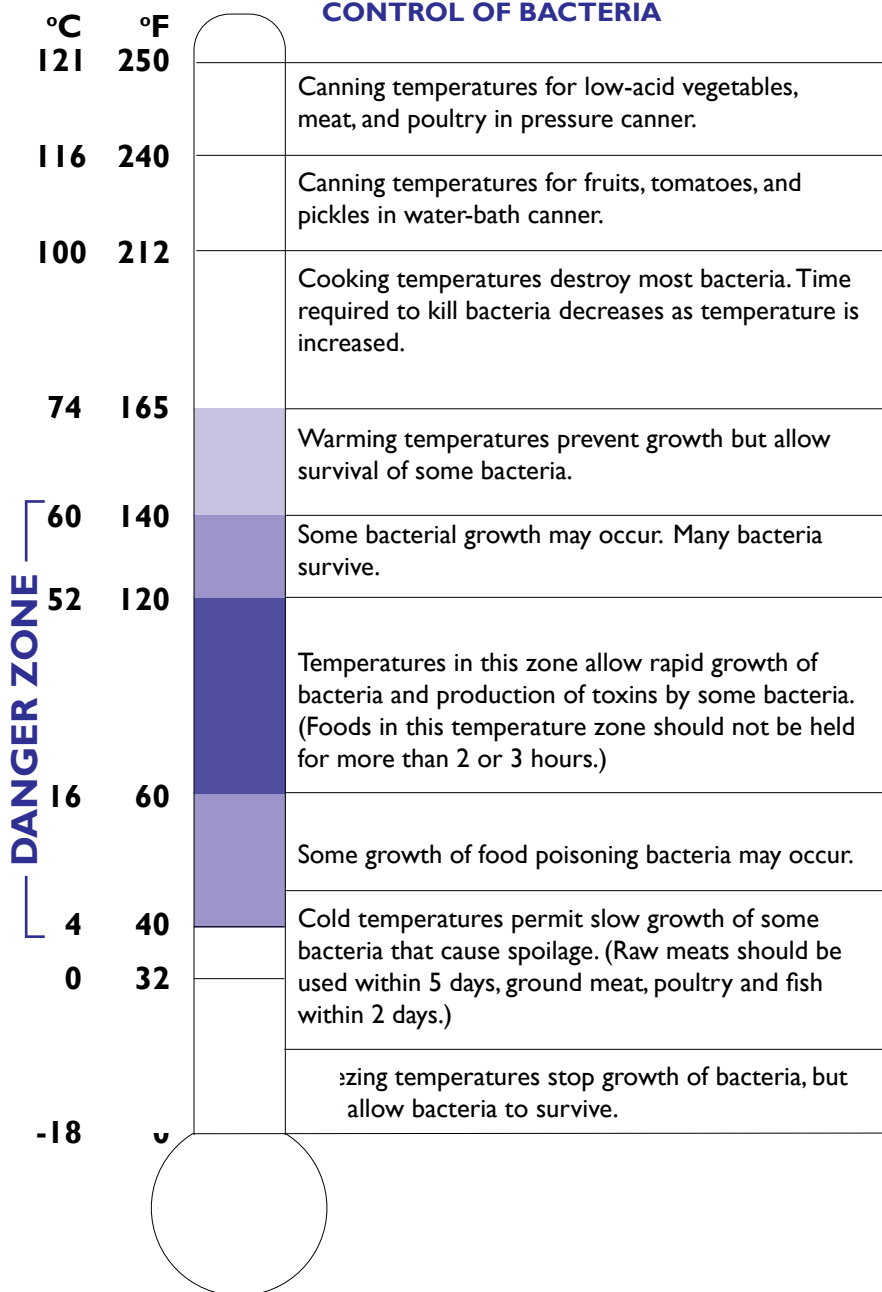 CONTROL OF BACTERIA
°C °F
121 250
Canning temperatures for low-acid vegetables,
meat, and poultry in pressure canner.
116 240
Canning temperatures for fruits, tomatoes, and
pickles in water-bath canner.
100 212
Cooking temperatures destroy most bacteria. Time
required to kill bacteria decreases as temperature is
increased.
74 165
Warming temperatures prevent growth but allow
survival of some bacteria.
DANGER ZONE
60 140
Some bacterial growth may occur. Many bacteria
survive.
52 120
Temperatures in this zone allow rapid growth of
bacteria and production of toxins by some bacteria.
(Foods in this temperature zone should not be held
for more than 2 or 3 hours.)
16 60
Some growth of food poisoning bacteria may occur.
4 40
Cold temperatures permit slow growth of some
bacteria that cause spoilage. (Raw meats should be
used within 5 days, ground meat, poultry and fish
within 2 days.)
0 32
temperatures stop growth of bacteria, but
allow bacteria to survive.
-18